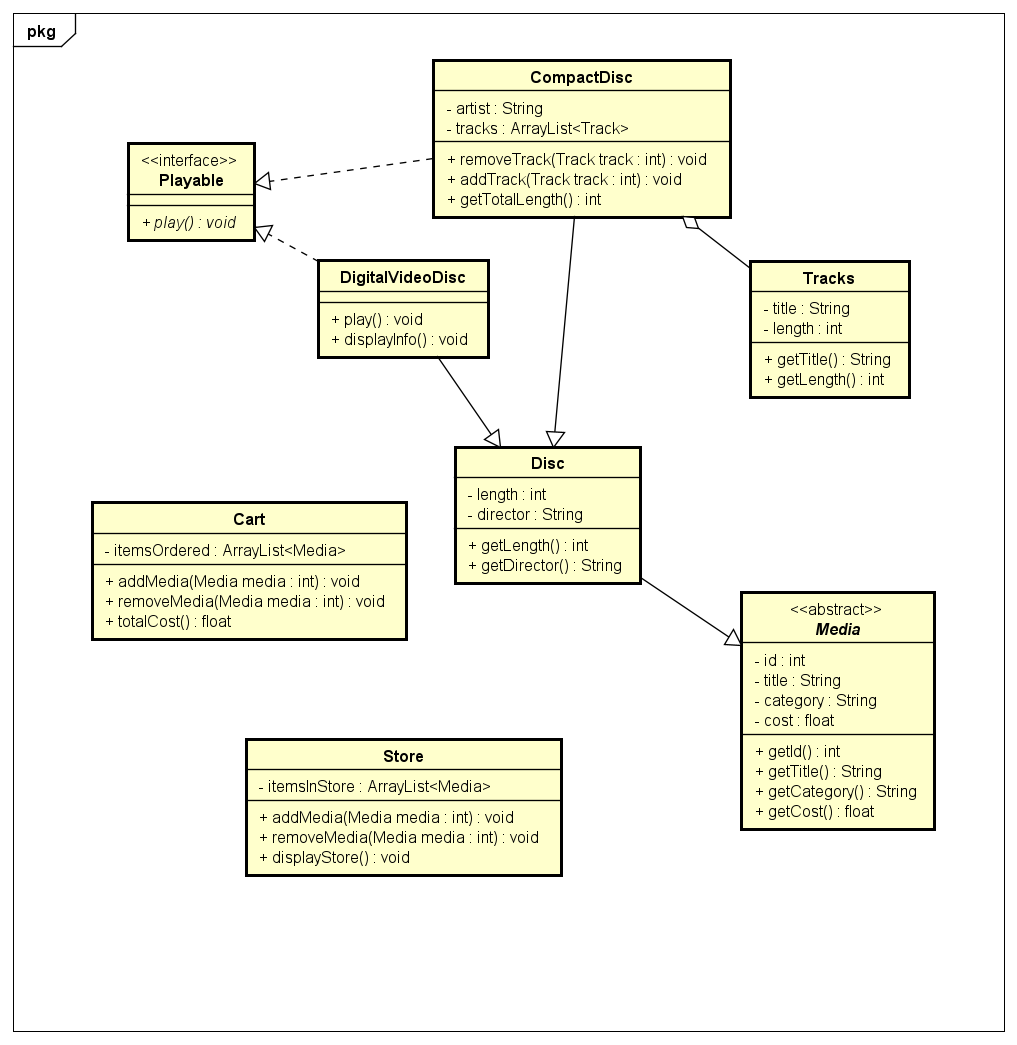 pkg
CompactDisc
- artist : String
- tracks : ArrayList<Track>
+ removeTrack(Track track : int) : void
+ addTrack(Track track : int) : void
+ getTotalLength() : int
<<interface>>
Playable
+ play() : void
DigitalVideoDisc
+ play() : void
+ displayInfo() : void
Tracks
- title : String
- length : int
+ getTitle() : String
+ getLength() : int
Disc
- length : int
- director : String
+ getLength() : int
+ getDirector() : String
Cart
- itemsOrdered : ArrayList<Media>
+ addMedia(Media media : int) : void
+ removeMedia(Media media : int) : void
+ totalCost() : float
<<abstract>>
Media
- id : int
- title : String
- category : String
- cost : float
+ getId() : int
+ getTitle() : String
+ getCategory() : String
+ getCost() : float
Store
- itemsInStore : ArrayList<Media>
+ addMedia(Media media : int) : void
+ removeMedia(Media media : int) : void
+ displayStore() : void